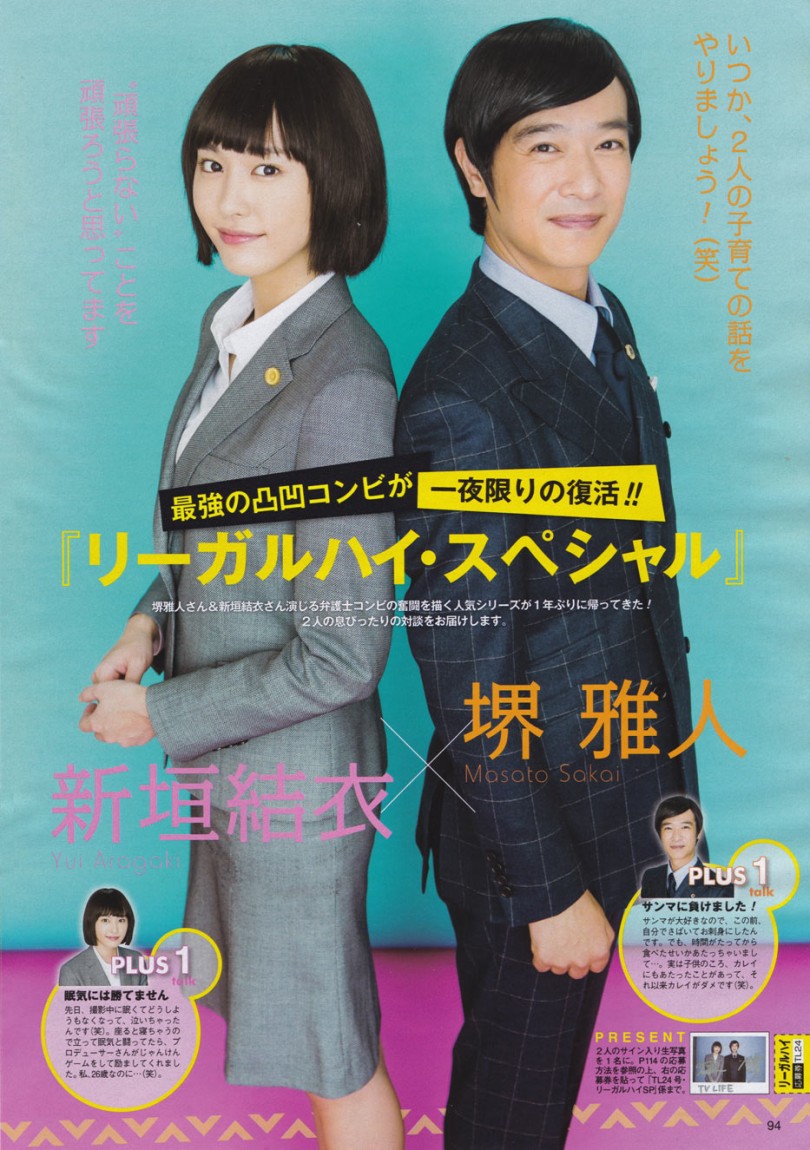 いつか、2人の子育ての話を
やりましょう！（笑）
“頑張らない”ことを
頑張ろうと思ってます
最強の凸凹コンビが
一夜限りの復活!!
『リーガルハイ・スペシャル』
堺雅人さん＆新垣結衣さん演じる弁護士コンビの奮闘を描く人気シリーズが1年ぶりに帰ってきた！
2人の息ぴったりの対談をお届けします。
堺 雅人
Masato Sakai
×
新垣結衣
Yui Aragaki
PLUS 1
talk
サンマに負けました！
サンマが大好きなので、この前、
自分でさばいてお刺身にしたん
です。でも、時間がたってから
食べたせいかあたっちゃいまし
て…。実は子供のころ、カレイ
にもあたったことがあって、そ
れ以来カレイがダメです（笑）。
PLUS 1
talk
眠気には勝てません
先日、撮影中に眠くてどうしよ
うもなくなって、泣いちゃった
んです（笑）。座ると寝ちゃうの
で立って眠気と闘ってたら、プ
ロデューサーさんがじゃんけん
ゲームをして励ましてくれまし
た。私、26歳なのに…（笑）。
PRESENT
2人のサイン入り生写真
を1名に。P114の応募
方法を参照の上、右の応
募券を貼って「TL24号・
リーガルハイSP」係まで。
TV LIFE
リーガルハイ
応募券 TL24
94